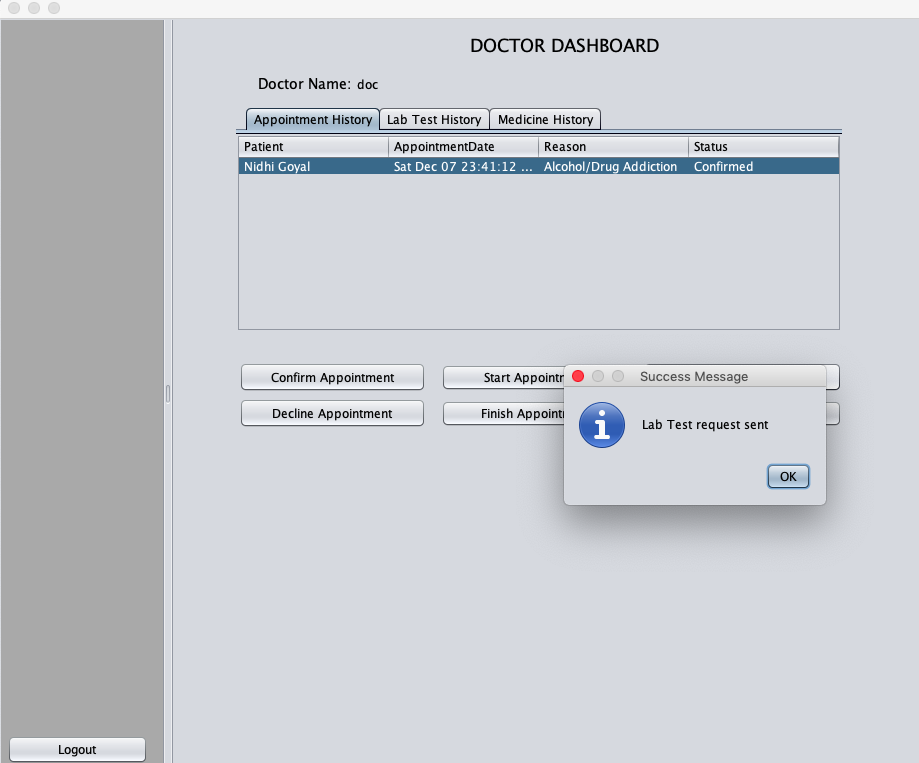 DOCTOR DASHBOARD
Doctor Name: doc
Appointment History Lab Test History Medicine History
Patient AppointmentDate Reason Status
Nidhi Goyal Sat Dec 07 23:41:12 ... Alcohol/Drug Addiction Confirmed
Confirm Appointment Start
Decline Appointment Finish
Success Message
Lab Test request sent
OK
Logout